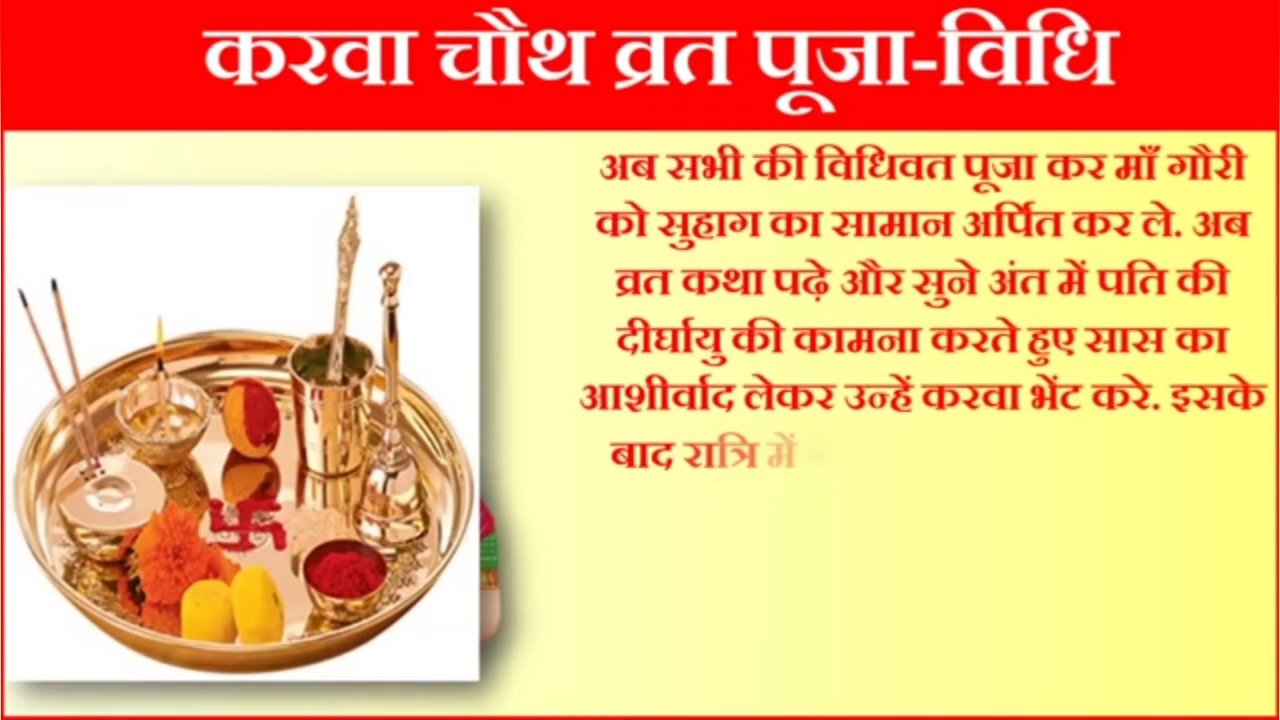 करवा चौथ व्रत पूजा-विधि
अब सभी की विधिवत पूजा कर माँ गौरी
को सुहाग का सामान अर्पित कर ले. अब
व्रत कथा पढ़े और सुने अंत में पति की
दीर्घायु की कामना करते हुए सास का
आशीर्वाद लेकर उन्हें करवा भेंट करे. इसके
बाद रात्रि में